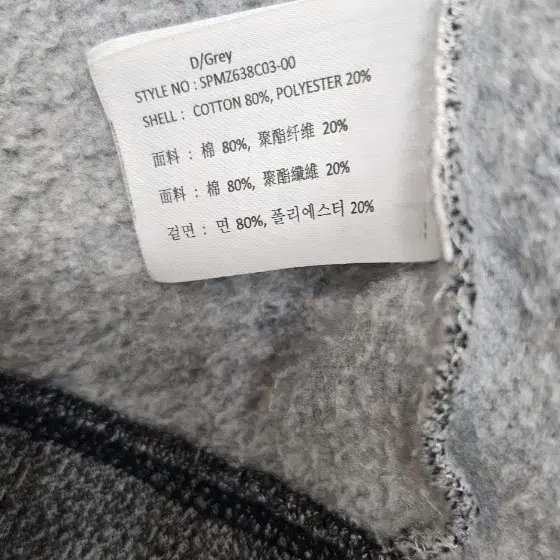 D/Grey
STYLE NO : SPMZ638C03-00
SHELL : COTTON 80%, POLYESTER 20%
面料 : 棉 80%, 聚酯纤维 20%
面料 : 棉 80%, 聚酯纖維 20%
겉면 : 면 80%, 폴리에스터 20%